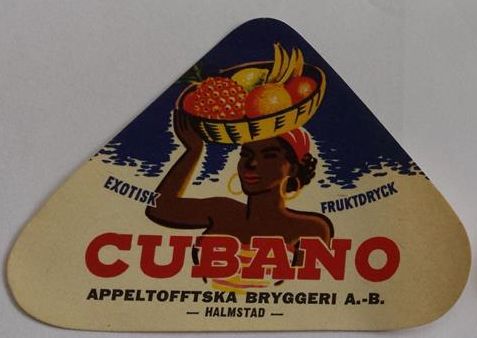 EXOTISK
FRUKTDRYCK
CUBANO
APPELTOFFTSKA BRYGGERI A.-B.
— HALMSTAD —